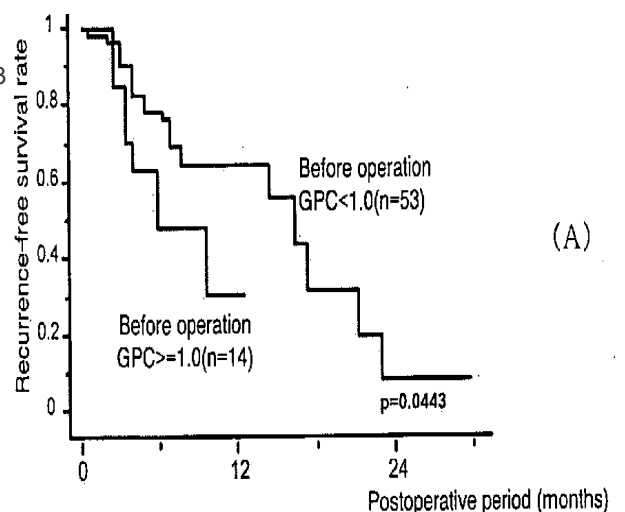 Recurrence-free survival rate
1
0.8
0.6
0.4
0.2
0
Before operation
GPC<1.0(n=53)
(A)
Before operation
GPC>=1.0(n=14)
p=0.0443
0
12
24
Postoperative period (months)